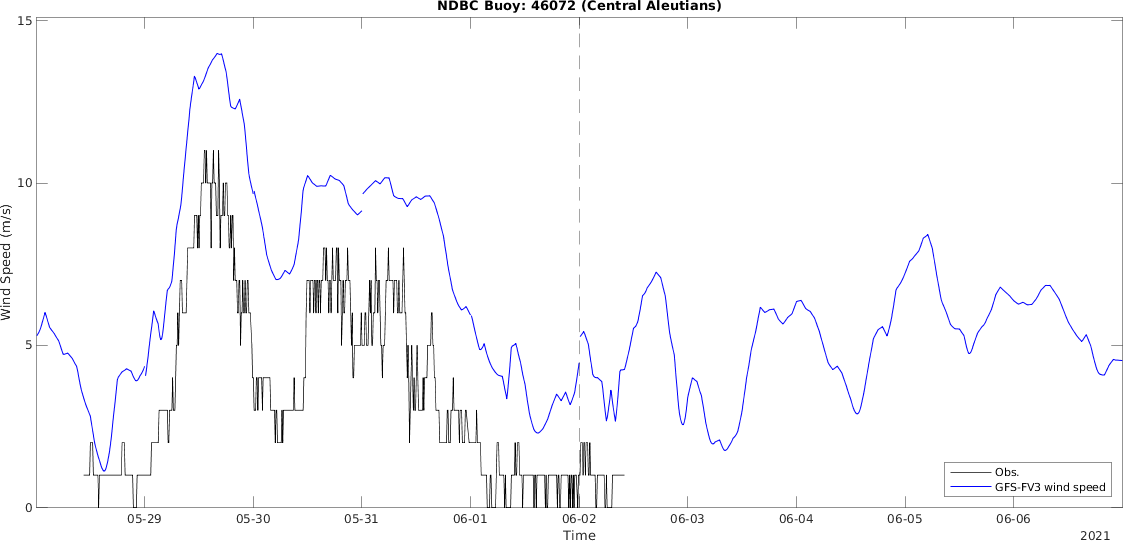 NDBC Buoy: 46072 (Central Aleutians)
15
10
5
0
Wind Speed (m/s)
05-29 05-30 05-31 06-01 06-02 06-03 06-04 06-05 06-06
Time
2021
Obs.
GFS-FV3 wind speed